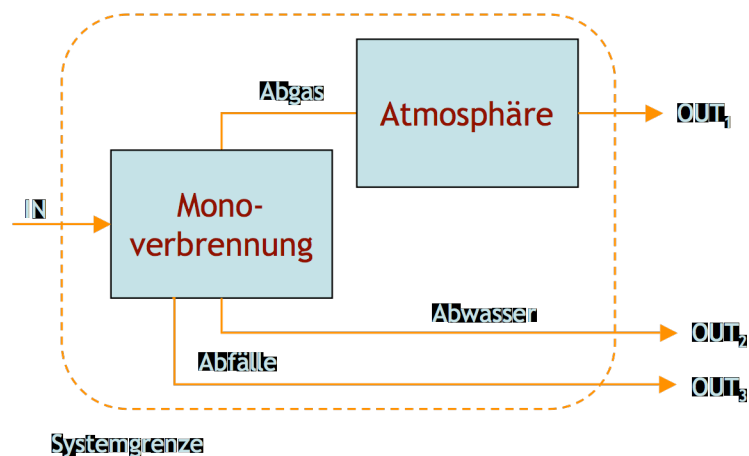 Abgas
Atmosphäre
OUT1
IN
Mono-
verbrennung
Abwasser
OUT2
Abfälle
OUT3
Systemgrenze